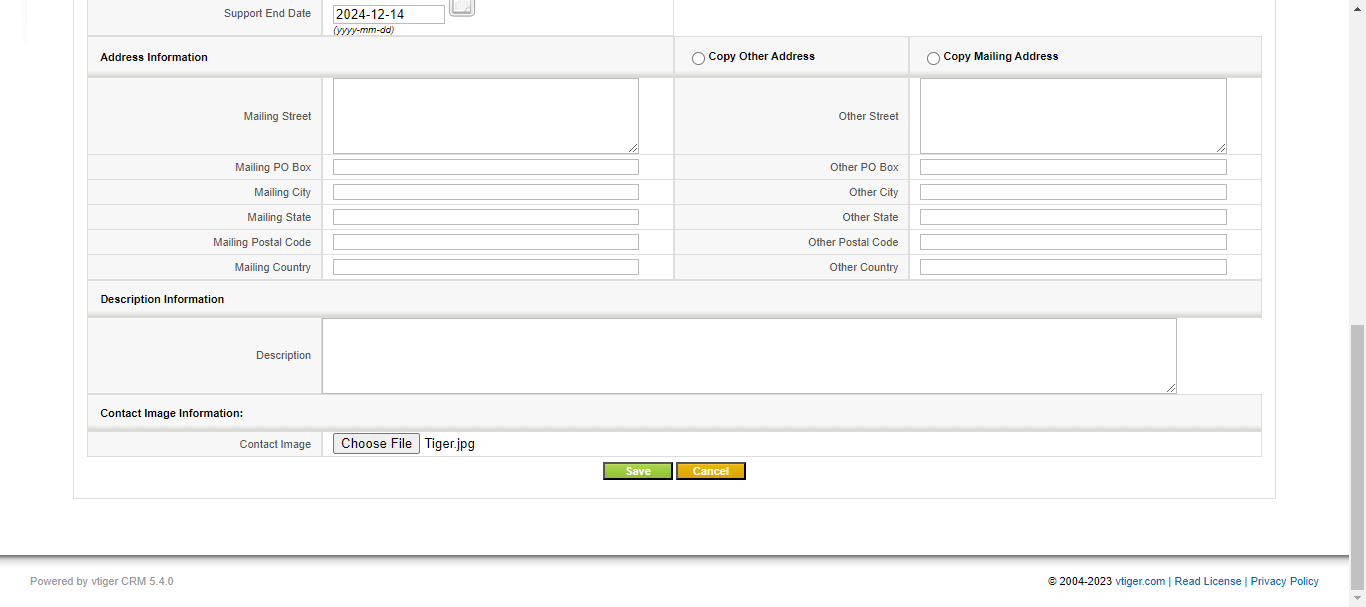 Support End Date 2024-12-14
(yyyy-mm-dd)
Address Information Copy Other Address Copy Mailing Address
Mailing Street Other Street
Mailing PO Box Other PO Box
Mailing City Other City
Mailing State Other State
Mailing Postal Code Other Postal Code
Mailing Country Other Country
Description Information
Description
Contact Image Information:
Contact Image Choose File Tiger.jpg
Save Cancel
Powered by vtiger CRM 5.4.0 © 2004-2023 vtiger.com | Read License | Privacy Policy